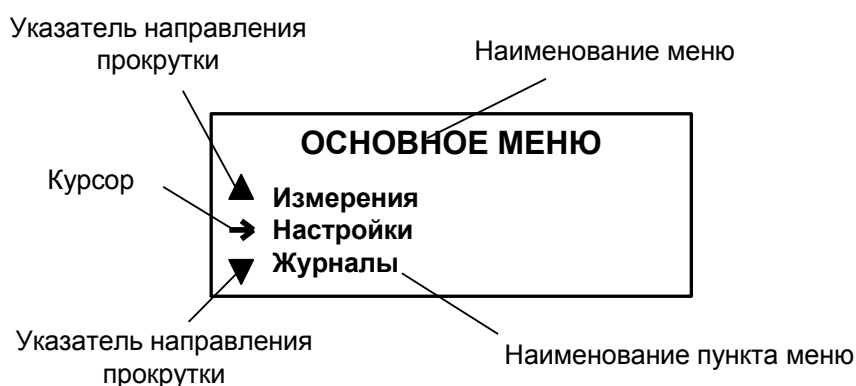 Указатель направления
прокрутки
Наименование меню
ОСНОВНОЕ МЕНЮ
Курсор
Измерения
Настройки
Журналы
Указатель направления
прокрутки
Наименование пункта меню